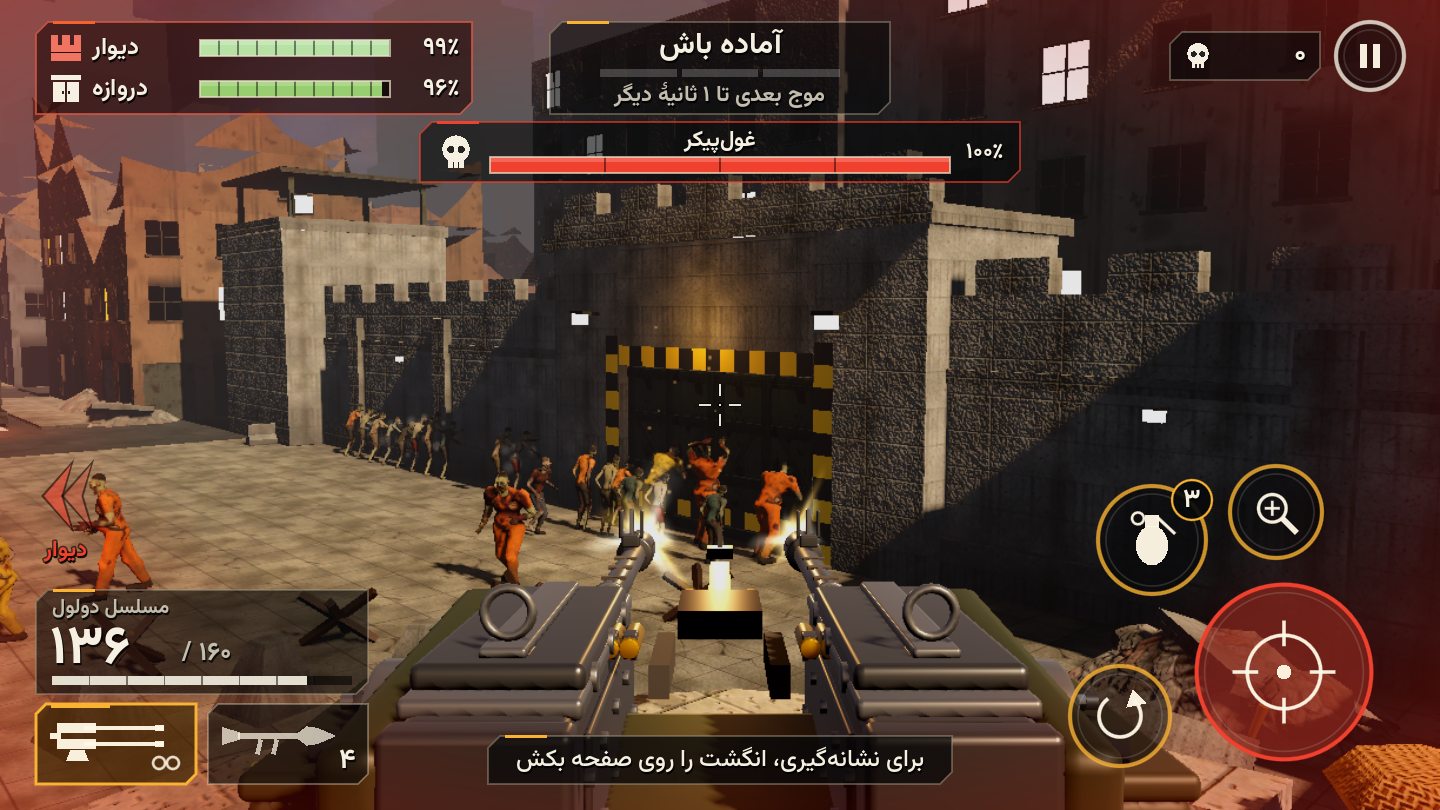 دیوار ۹۹٪
دروازه ۹۶٪
آماده باش
موج بعدی تا ۱ ثانیهٔ دیگر
۰
غول‌پیکر
۱۰۰٪
۳
دیوار
مسلسل دولول
۱۳۶ / ۱۶۰
∞
۴
برای نشانه‌گیری، انگشت را روی صفحه بکش